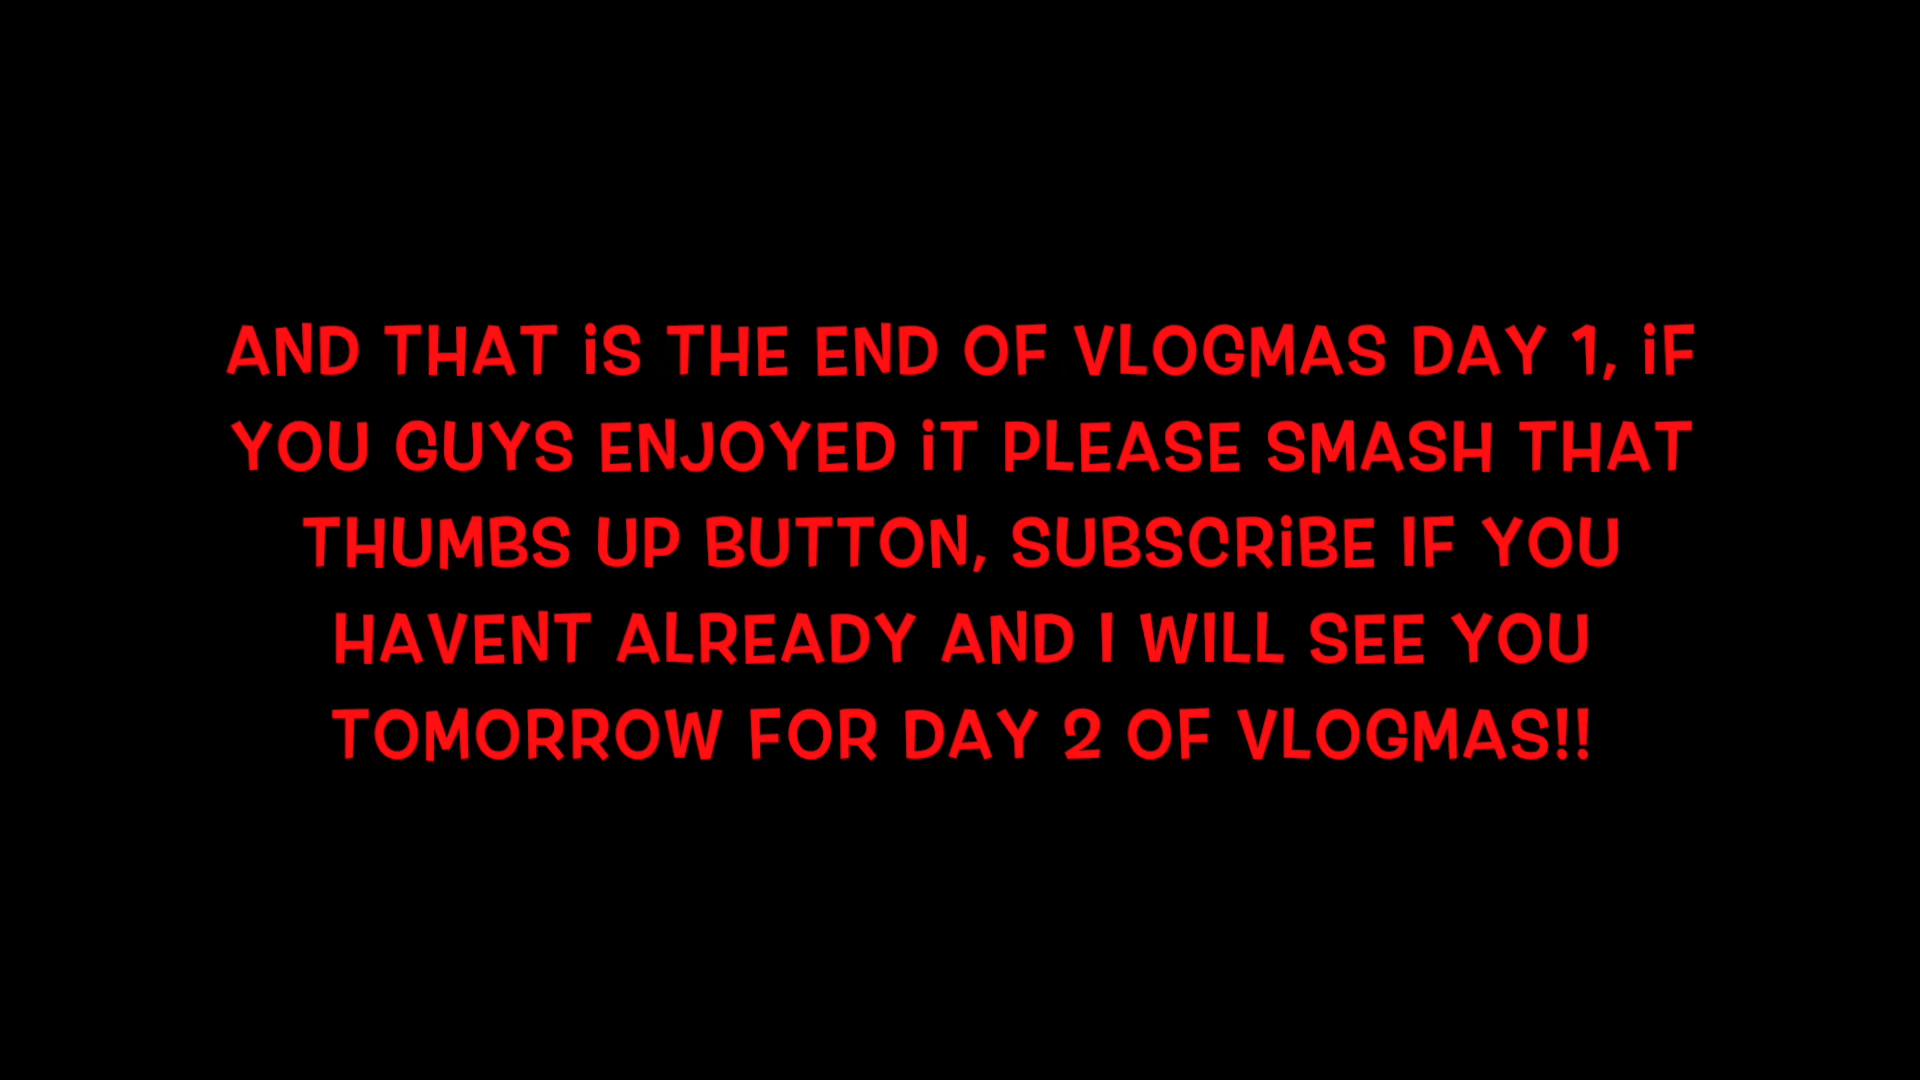 AND THAT iS THE END OF VLOGMAS DAY 1, iF
YOU GUYS ENJOYED iT PLEASE SMASH THAT
THUMBS UP BUTTON, SUBSCRiBE IF YOU
HAVENT ALREADY AND I WILL SEE YOU
TOMORROW FOR DAY 2 OF VLOGMAS!!